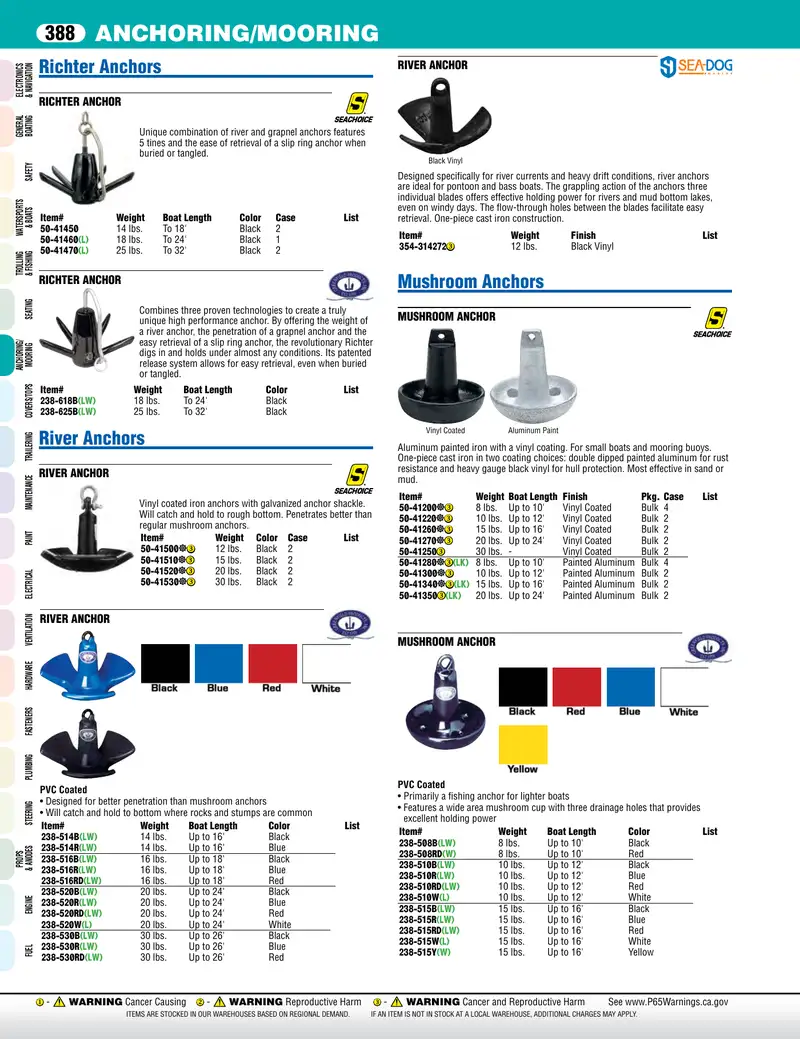 388 ANCHORING/MOORING
ELECTRONICS
& NAVIGATION
GENERAL
BOATING
SAFETY
WATERSPORTS
& BOATS
TROLLING
& FISHING
SEATING
ANCHORING/
MOORING
COVERS/TOPS
TRAILERING
MAINTENANCE
PAINT
ELECTRICAL
VENTILATION
HARDWARE
FASTENERS
PLUMBING
STEERING
PROPS
& ANODES
ENGINE
FUEL
Richter Anchors
RICHTER ANCHOR
SEACHOICE
Unique combination of river and grapnel anchors features
5 tines and the ease of retrieval of a slip ring anchor when
buried or tangled.
Item# Weight Boat Length Color Case List
50-41450 14 lbs. To 18' Black 2
50-41460(L) 18 lbs. To 24' Black 1
50-41470(L) 25 lbs. To 32' Black 2
RICHTER ANCHOR
Combines three proven technologies to create a truly
unique high performance anchor. By offering the weight of
a river anchor, the penetration of a grapnel anchor and the
easy retrieval of a slip ring anchor, the revolutionary Richter
digs in and holds under almost any conditions. Its patented
release system allows for easy retrieval, even when buried
or tangled.
Item# Weight Boat Length Color List
238-618B(LW) 18 lbs. To 24' Black
238-625B(LW) 25 lbs. To 32' Black
River Anchors
RIVER ANCHOR
SEACHOICE
Vinyl coated iron anchors with galvanized anchor shackle.
Will catch and hold to rough bottom. Penetrates better than
regular mushroom anchors.
Item# Weight Color Case List
50-41500 3 12 lbs. Black 2
50-41510 3 15 lbs. Black 2
50-41520 3 20 lbs. Black 2
50-41530 3 30 lbs. Black 2
RIVER ANCHOR
Black Blue Red White
PVC Coated
• Designed for better penetration than mushroom anchors
• Will catch and hold to bottom where rocks and stumps are common
Item# Weight Boat Length Color List
238-514B(LW) 14 lbs. Up to 16' Black
238-514R(LW) 14 lbs. Up to 16' Blue
238-516B(LW) 16 lbs. Up to 18' Black
238-516R(LW) 16 lbs. Up to 18' Blue
238-516RD(LW) 16 lbs. Up to 18' Red
238-520B(LW) 20 lbs. Up to 24' Black
238-520R(LW) 20 lbs. Up to 24' Blue
238-520RD(LW) 20 lbs. Up to 24' Red
238-520W(L) 20 lbs. Up to 24' White
238-530B(LW) 30 lbs. Up to 26' Black
238-530R(LW) 30 lbs. Up to 26' Blue
238-530RD(LW) 30 lbs. Up to 26' Red
RIVER ANCHOR
SEA-DOG
Black Vinyl
Designed specifically for river currents and heavy drift conditions, river anchors
are ideal for pontoon and bass boats. The grappling action of the anchors three
individual blades offers effective holding power for rivers and mud bottom lakes,
even on windy days. The flow-through holes between the blades facilitate easy
retrieval. One-piece cast iron construction.
Item# Weight Finish List
354-314272 3 12 lbs. Black Vinyl
Mushroom Anchors
MUSHROOM ANCHOR
SEACHOICE
Vinyl Coated Aluminum Paint
Aluminum painted iron with a vinyl coating. For small boats and mooring buoys.
One-piece cast iron in two coating choices: double dipped painted aluminum for rust
resistance and heavy gauge black vinyl for hull protection. Most effective in sand or
mud.
Item# Weight Boat Length Finish Pkg. Case List
50-41200 3 8 lbs. Up to 10' Vinyl Coated Bulk 4
50-41220 3 10 lbs. Up to 12' Vinyl Coated Bulk 2
50-41260 3 15 lbs. Up to 16' Vinyl Coated Bulk 2
50-41270 3 20 lbs. Up to 24' Vinyl Coated Bulk 2
50-41250 3 30 lbs. - Vinyl Coated Bulk 2
50-41280 3(LK) 8 lbs. Up to 10' Painted Aluminum Bulk 4
50-41300 3 10 lbs. Up to 12' Painted Aluminum Bulk 2
50-41340 3(LK) 15 lbs. Up to 16' Painted Aluminum Bulk 2
50-41350 3(LK) 20 lbs. Up to 24' Painted Aluminum Bulk 2
MUSHROOM ANCHOR
Black Red Blue White
Yellow
PVC Coated
• Primarily a fishing anchor for lighter boats
• Features a wide area mushroom cup with three drainage holes that provides
excellent holding power
Item# Weight Boat Length Color List
238-508B(LW) 8 lbs. Up to 10' Black
238-508RD(W) 8 lbs. Up to 10' Red
238-510B(LW) 10 lbs. Up to 12' Black
238-510R(LW) 10 lbs. Up to 12' Blue
238-510RD(LW) 10 lbs. Up to 12' Red
238-510W(L) 10 lbs. Up to 12' White
238-515B(LW) 15 lbs. Up to 16' Black
238-515R(LW) 15 lbs. Up to 16' Blue
238-515RD(LW) 15 lbs. Up to 16' Red
238-515W(L) 15 lbs. Up to 16' White
238-515Y(W) 15 lbs. Up to 16' Yellow
1 - WARNING Cancer Causing 2 - WARNING Reproductive Harm 3 - WARNING Cancer and Reproductive Harm See www.P65Warnings.ca.gov
ITEMS ARE STOCKED IN OUR WAREHOUSES BASED ON REGIONAL DEMAND. IF AN ITEM IS NOT IN STOCK AT A LOCAL WAREHOUSE, ADDITIONAL CHARGES MAY APPLY.